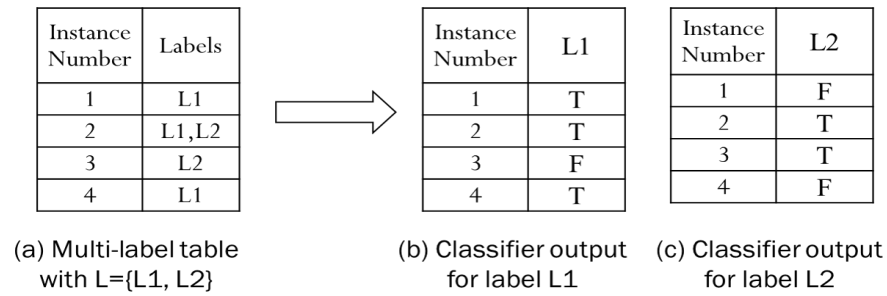 Instance Number Labels
1 L1
2 L1,L2
3 L2
4 L1
(a) Multi-label table
with L={L1, L2}
Instance Number L1
1 T
2 T
3 F
4 T
(b) Classifier output
for label L1
Instance Number L2
1 F
2 T
3 T
4 F
(c) Classifier output
for label L2